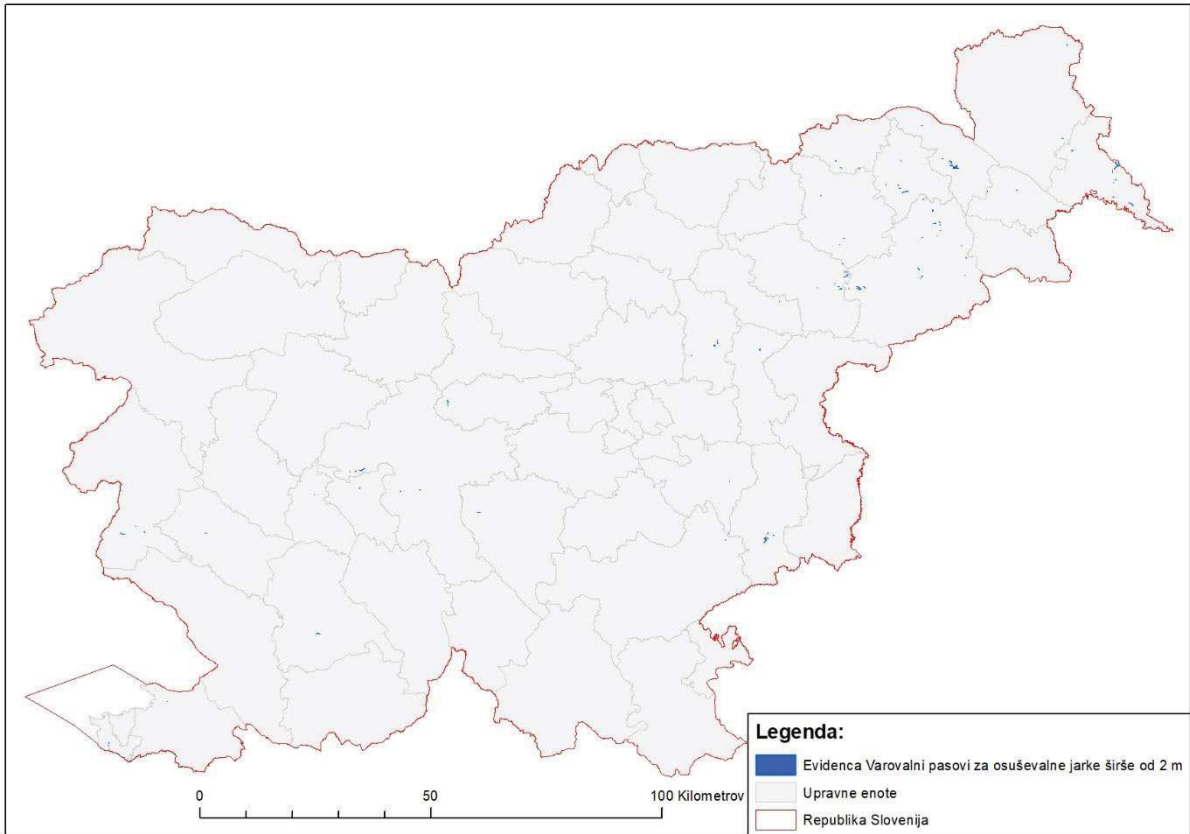 Legenda:
Evidenca Varovalni pasovi za osuševalne jarke širše od 2 m
Upravne enote
Republika Slovenija
0 50 100 Kilometrov